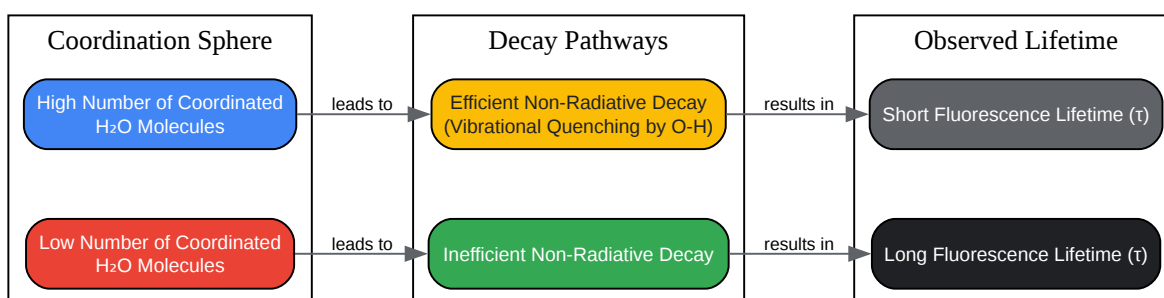 Coordination Sphere
Decay Pathways
Observed Lifetime
High Number of Coordinated
H₂O Molecules
leads to
Efficient Non-Radiative Decay
(Vibrational Quenching by O-H)
results in
Short Fluorescence Lifetime (τ)
Low Number of Coordinated
H₂O Molecules
leads to
Inefficient Non-Radiative Decay
results in
Long Fluorescence Lifetime (τ)